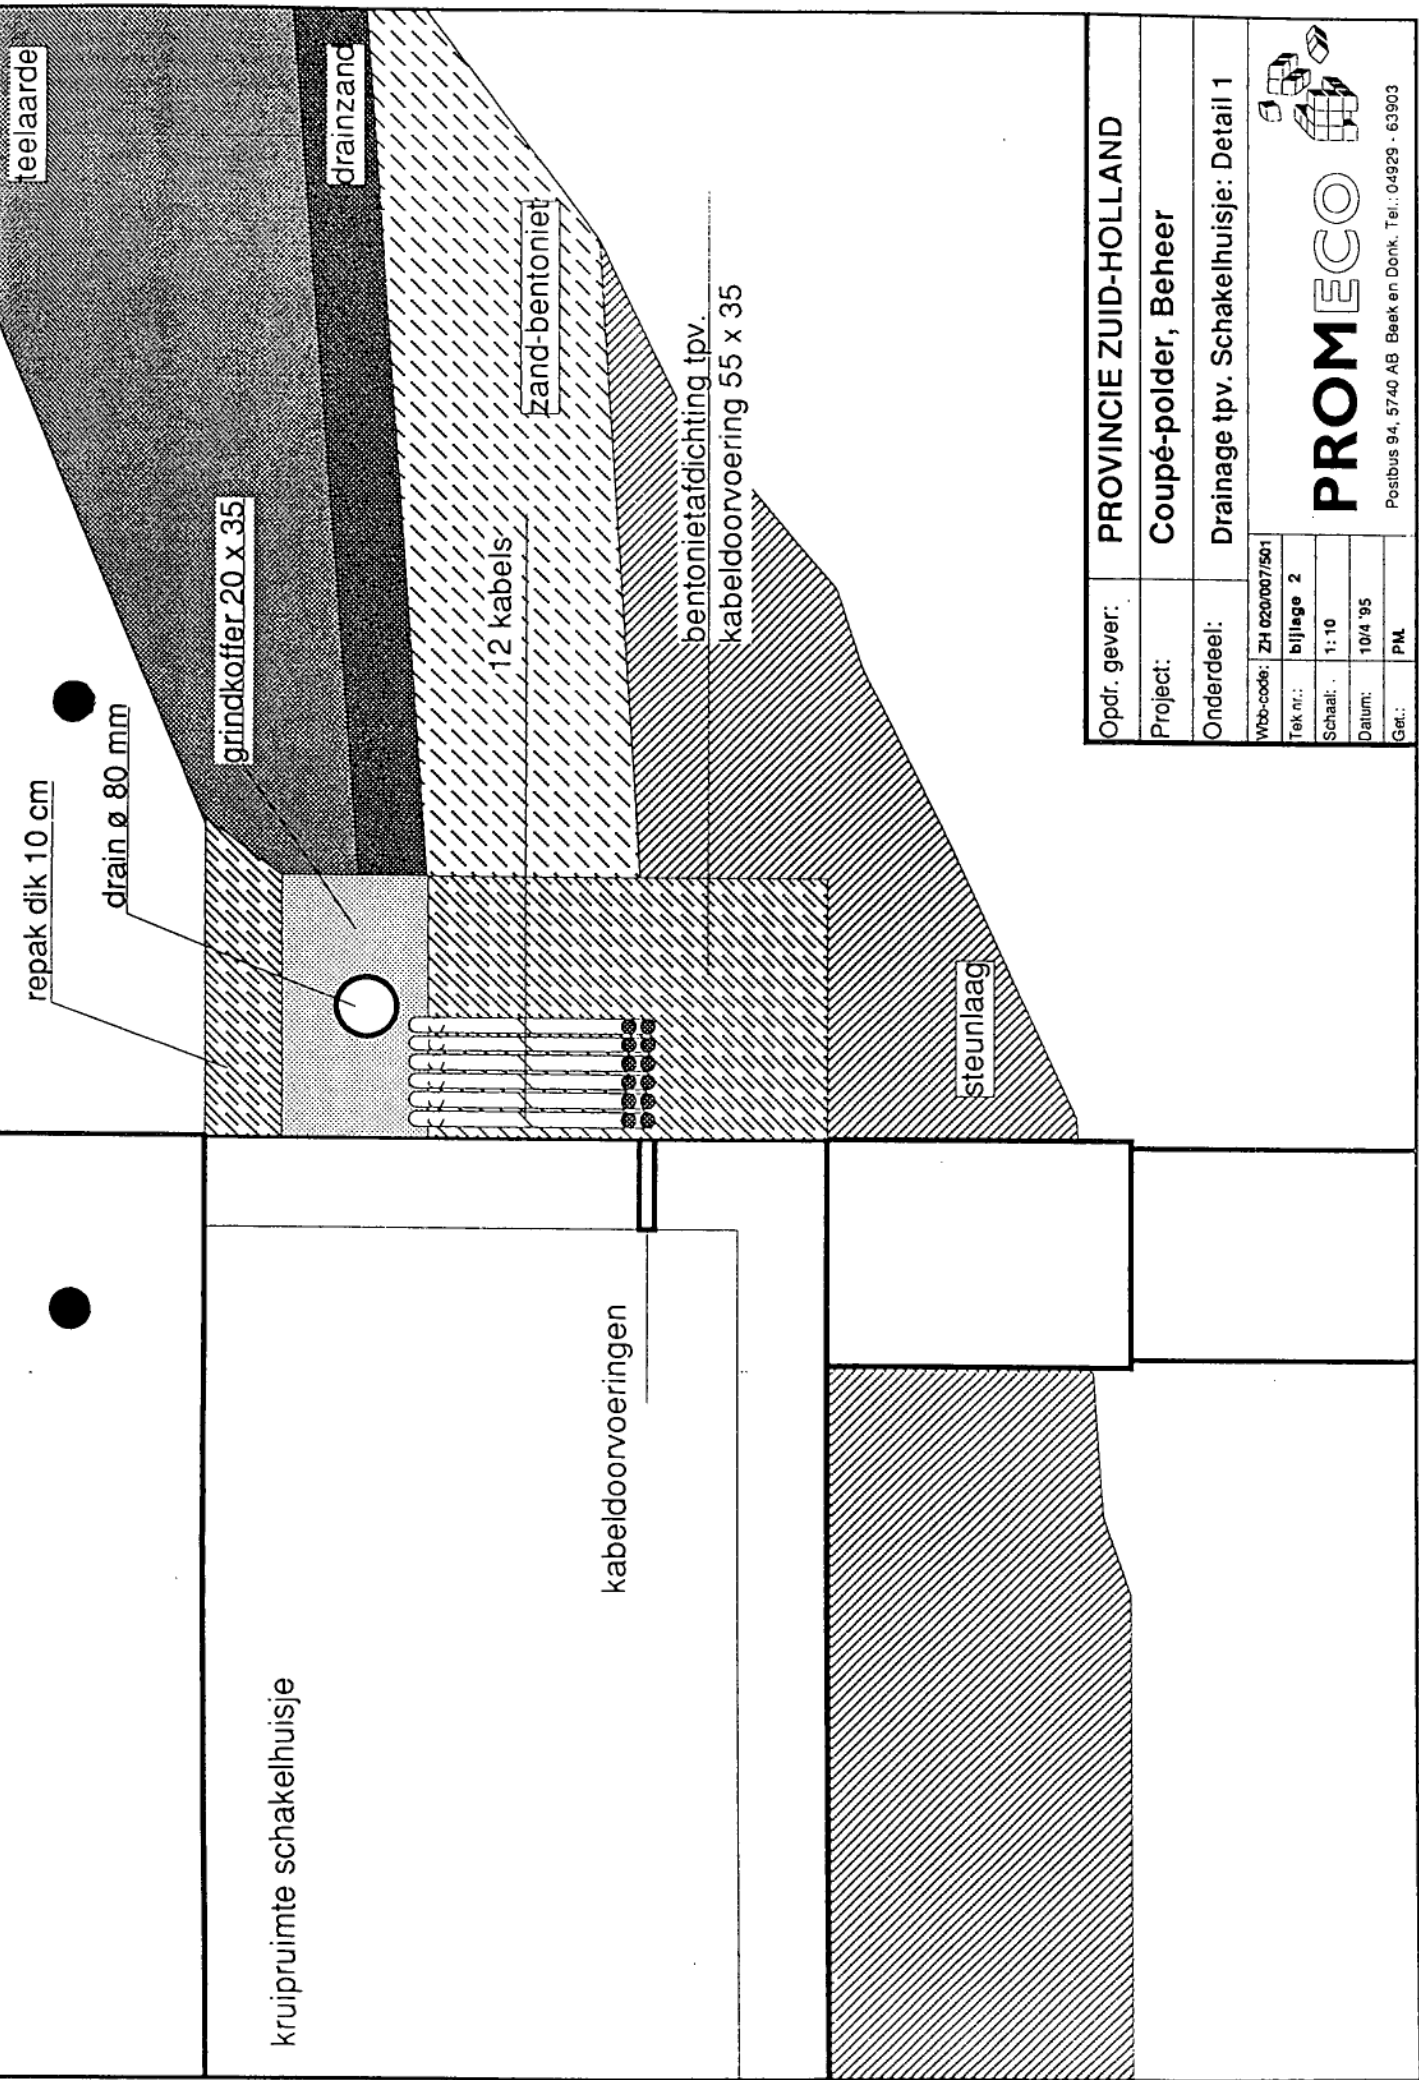 teelaarde
drainzand
repak dik 10 cm
drain ø 80 mm
grindkoffer 20 x 35
zand-bentoniet
12 kabels
bentonietafdichting tpv.
kabeldoorvoering 55 x 35
steunlaag
kruipruimte schakelhuisje
kabeldoorvoeringen
Opdr. gever: PROVINCIE ZUID-HOLLAND
Project: Coupé-polder, Beheer
Onderdeel: Drainage tpv. Schakelhuisje: Detail 1
Wbb-code: ZH 020/007/501
Tek nr.: bijlage 2
Schaal: 1:10
Datum: 10/4 '95
Get.: PM.
PROMECO
Postbus 94, 5740 AB Beek en Donk. Tel.: 04929 - 63903